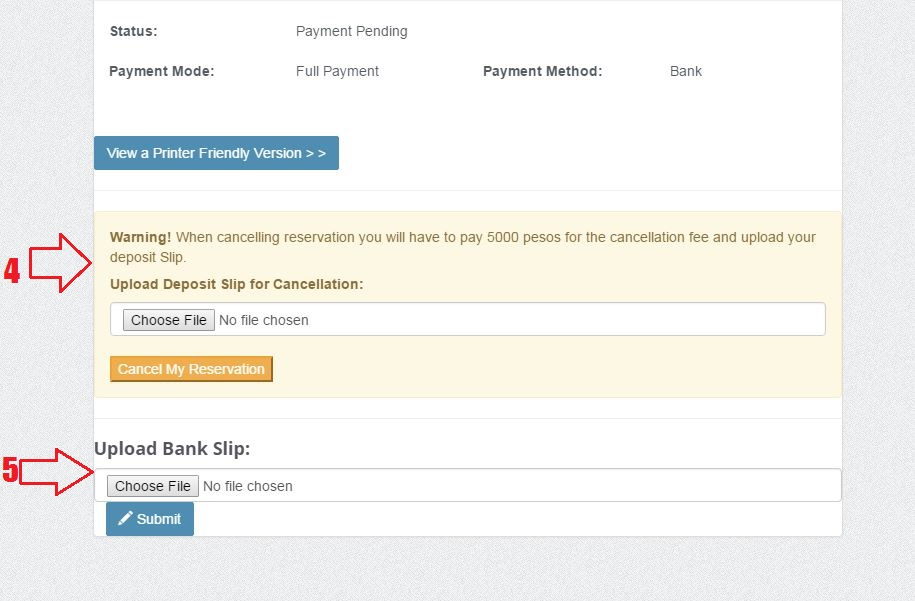 Status: Payment Pending
Payment Mode: Full Payment Payment Method: Bank
View a Printer Friendly Version > >
Warning! When cancelling reservation you will have to pay 5000 pesos for the cancellation fee and upload your
deposit Slip.
4
Upload Deposit Slip for Cancellation:
Choose File No file chosen
Cancel My Reservation
Upload Bank Slip:
5
Choose File No file chosen
Submit